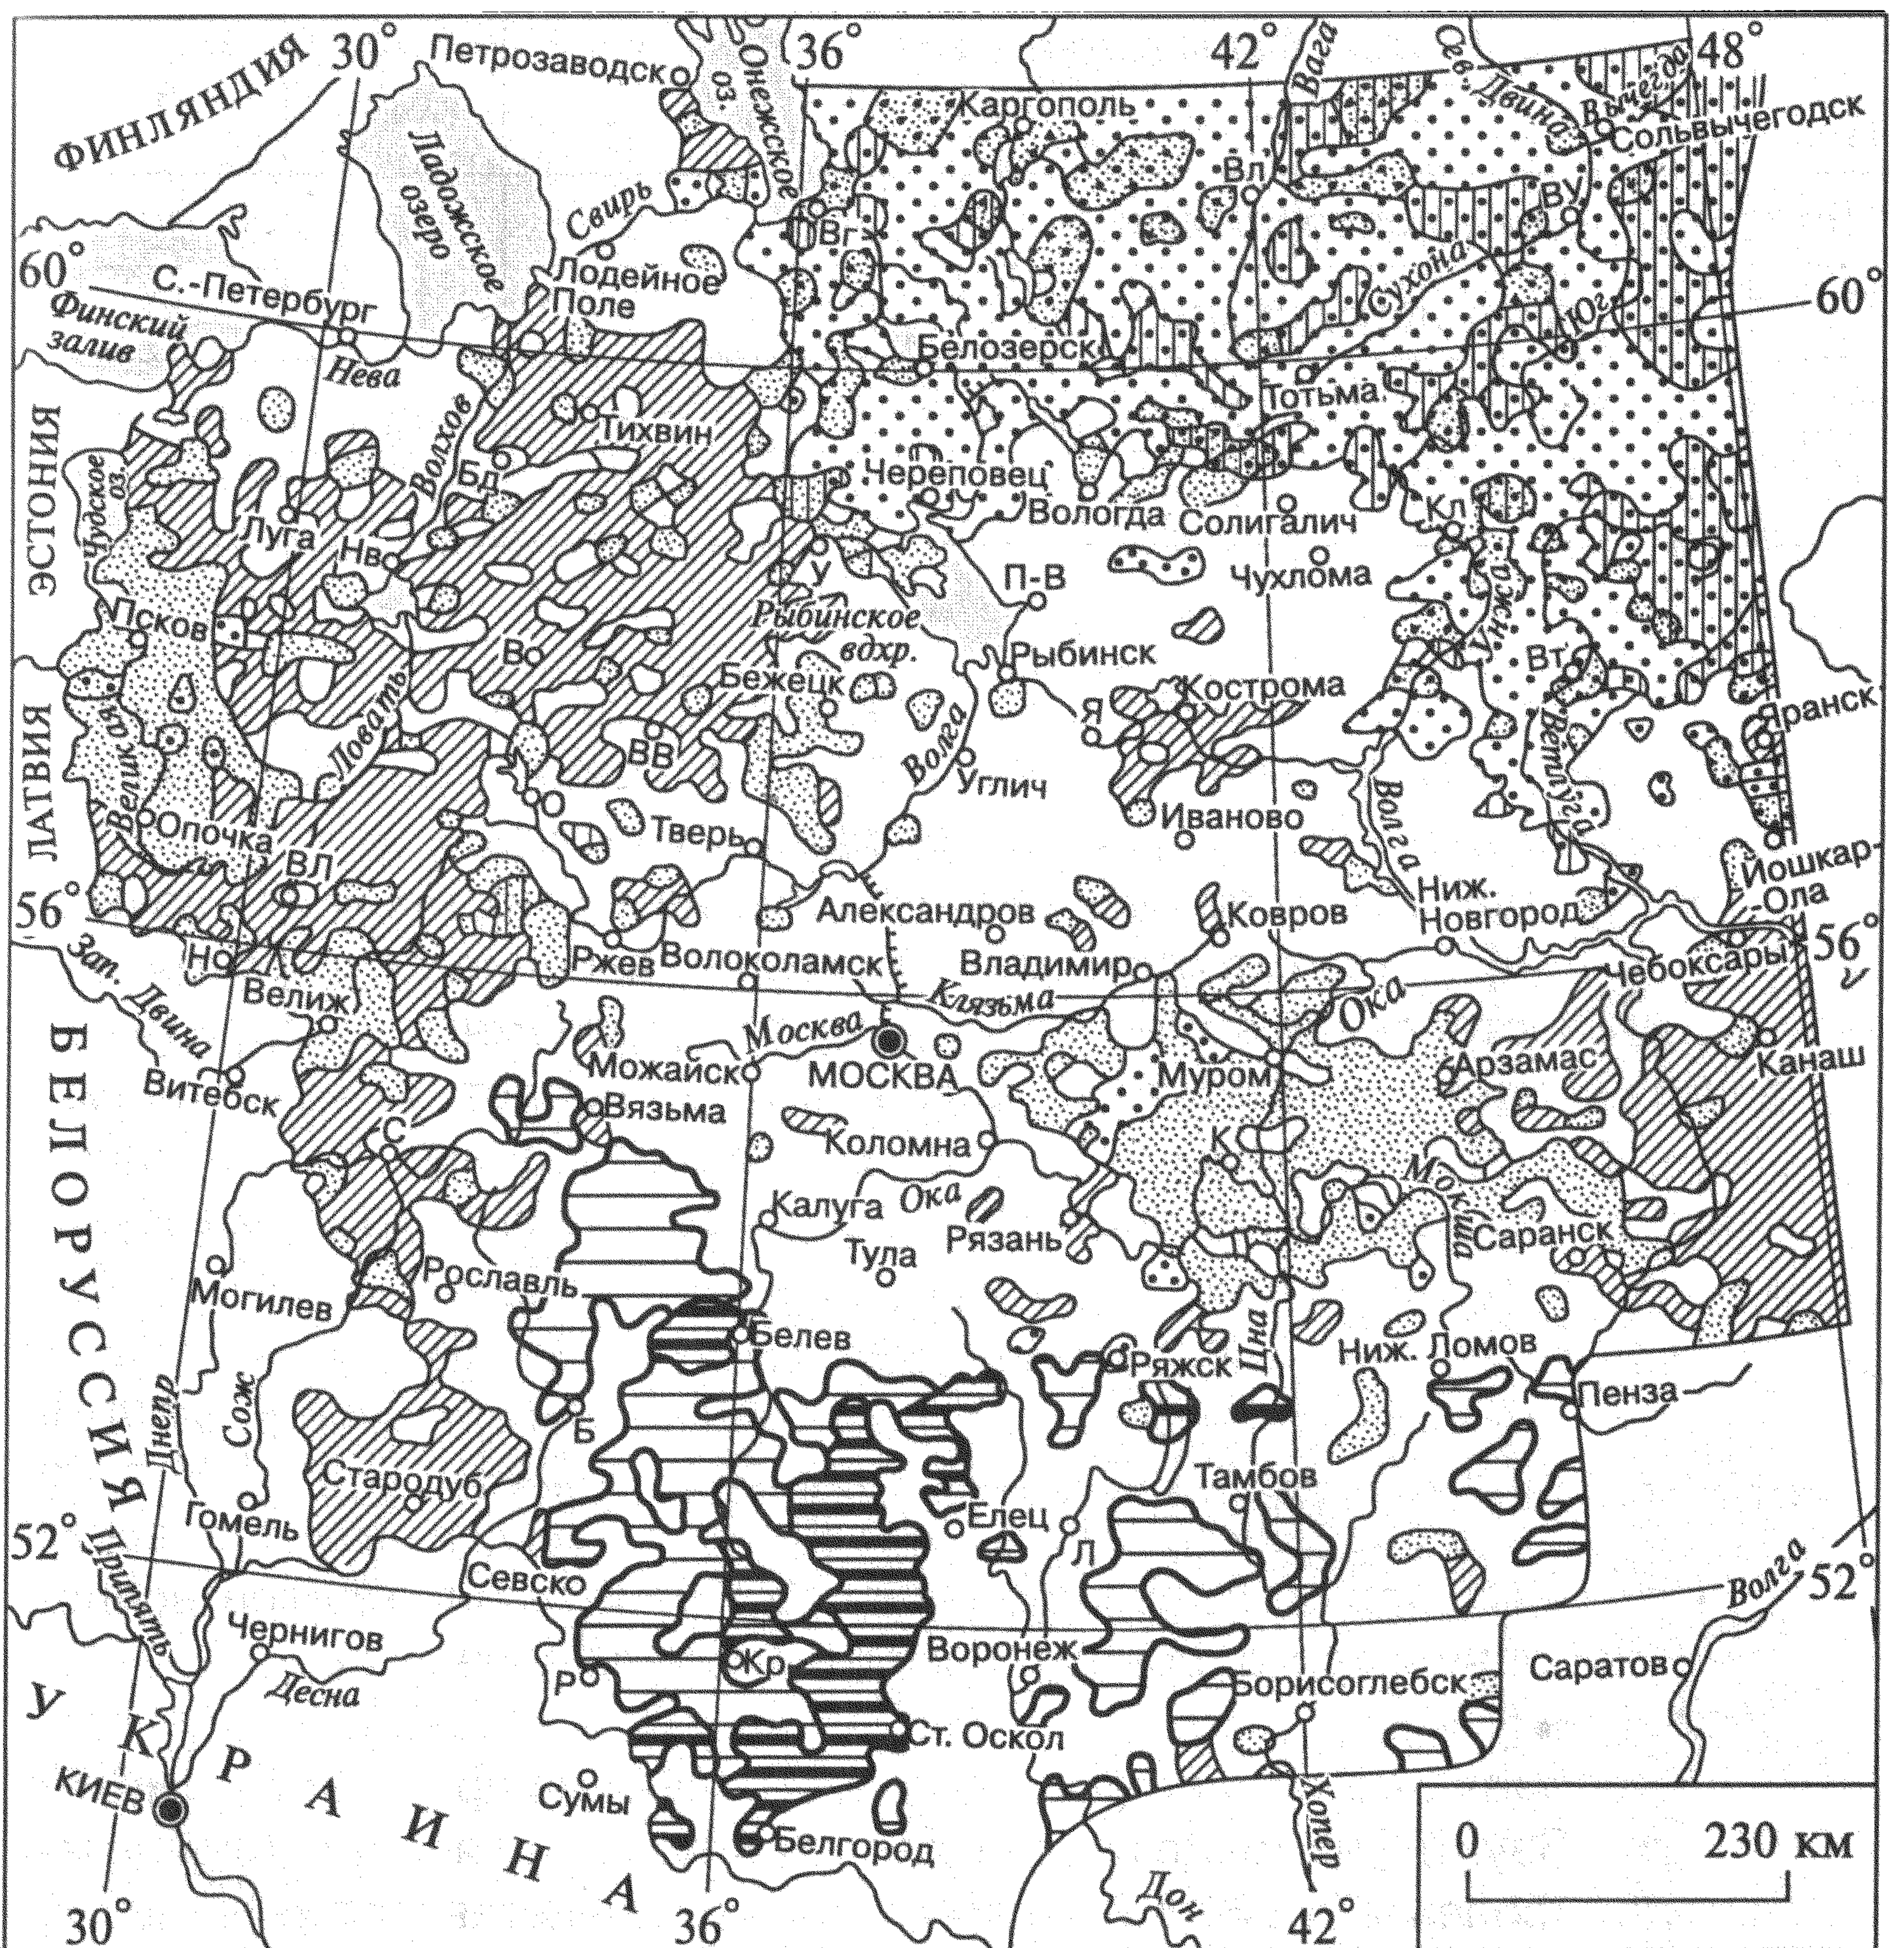 30°
36°
42°
48°
Петрозаводск
Онежское
оз.
Вага
Сев. Двина
Вычегда
ФИНЛЯНДИЯ
Каргополь
Сольвычегодск
Ладожское
озеро
Свирь
Вл
ВУ
Вг
60°
С.-Петербург
Лодейное
Поле
Сухона
Юг
60°
Финский
залив
Нева
Белозерск
Тотьма
ЭСТОНИЯ
Волхов
Тихвин
Чудское
оз.
Бд
Череповец
Вологда
Солигалич
Кл
Луга
Нв
У
П-В
Чухлома
Унжа
Псков
Рыбинское
вдхр.
В
Рыбинск
Вт
Бежецк
Кострома
Я
Яранск
ЛАТВИЯ
Великая
Ловать
ВВ
Волга
Углич
Волга
Ветлуга
Опочка
О
Тверь
Иваново
ВЛ
Йошкар-
-Ола
56°
Александров
Ковров
Ниж.
Новгород
56°
Но
Ржев
Волоколамск
Владимир
Чебоксары
Зап. Двина
Велиж
Клязьма
Ока
Москва
Можайск
МОСКВА
Муром
Арзамас
Канаш
Витебск
Вязьма
БЕЛОРУССИЯ
С
Коломна
К
Мокша
Калуга
Ока
Рязань
Саранск
Тула
Могилев
Рославль
Цна
Белев
Ряжск
Ниж. Ломов
Пенза
Днепр
Сож
Б
Стародуб
Тамбов
Гомель
Елец
Л
52°
Припять
Севск
Волга
52°
Чернигов
Десна
Р
Кр
Воронеж
Борисоглебск
Саратов
Ст. Оскол
УКРАИНА
КИЕВ
Сумы
Белгород
Хопер
Дон
0
230 км
30°
36°
42°